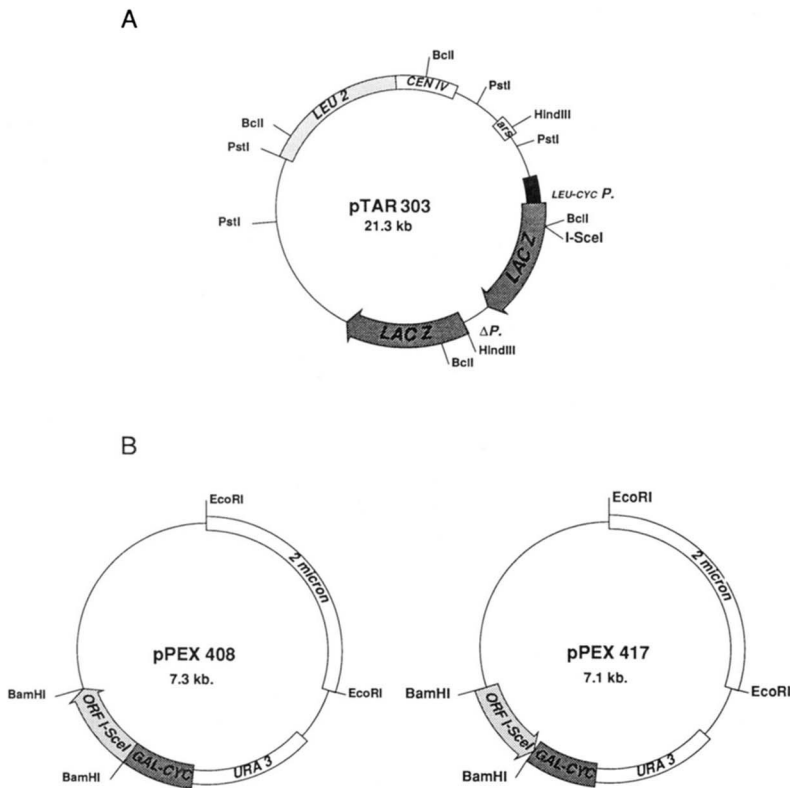 A
BclI
CEN IV
PstI
LEU 2
HindIII
ars
BclI
PstI
PstI
pTAR 303
21.3 kb
LEU-CYC P.
PstI
BclI
I-SceI
LAC Z
LAC Z
ΔP.
HindIII
BclI
B
EcoRI
2 micron
pPEX 408
7.3 kb.
BamHI
EcoRI
ORF I-SceI
GAL-CYC
URA 3
BamHI
EcoRI
2 micron
pPEX 417
7.1 kb.
BamHI
EcoRI
ORF I-SceI
GAL-CYC
URA 3
BamHI